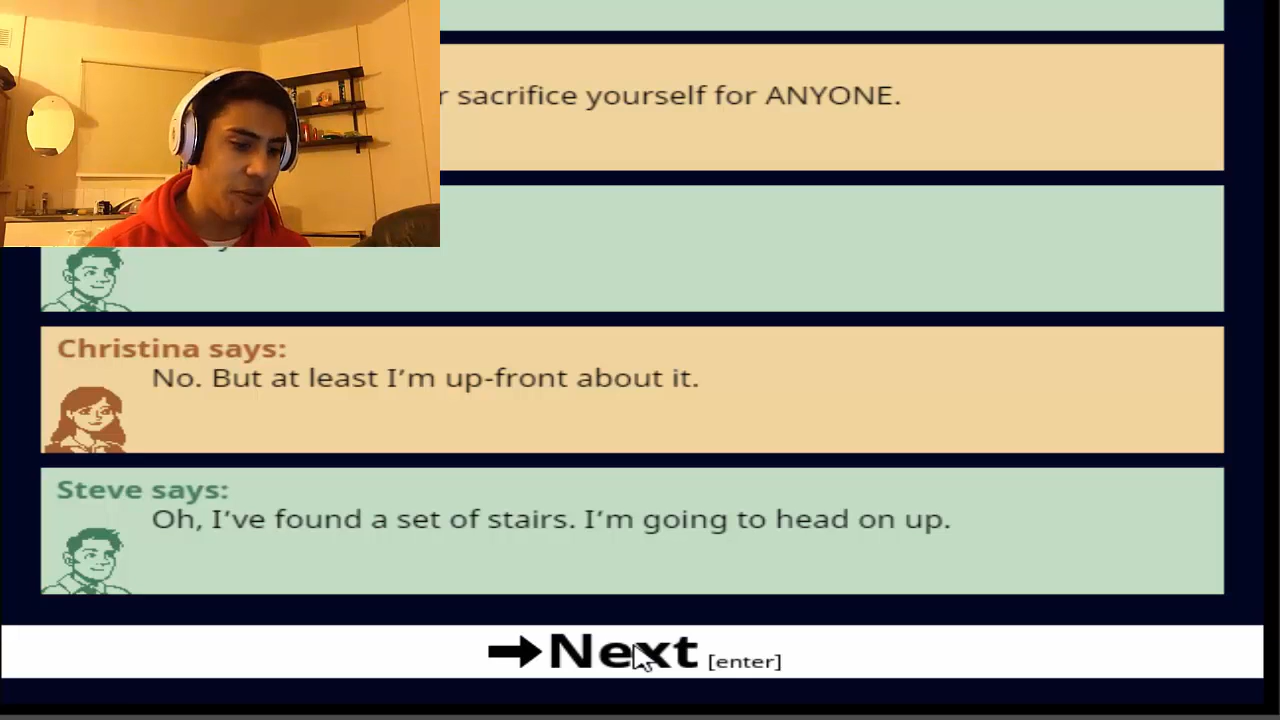 sacrifice yourself for ANYONE.
Christina says:
No. But at least I'm up-front about it.
Steve says:
Oh, I've found a set of stairs. I'm going to head on up.
Next [enter]